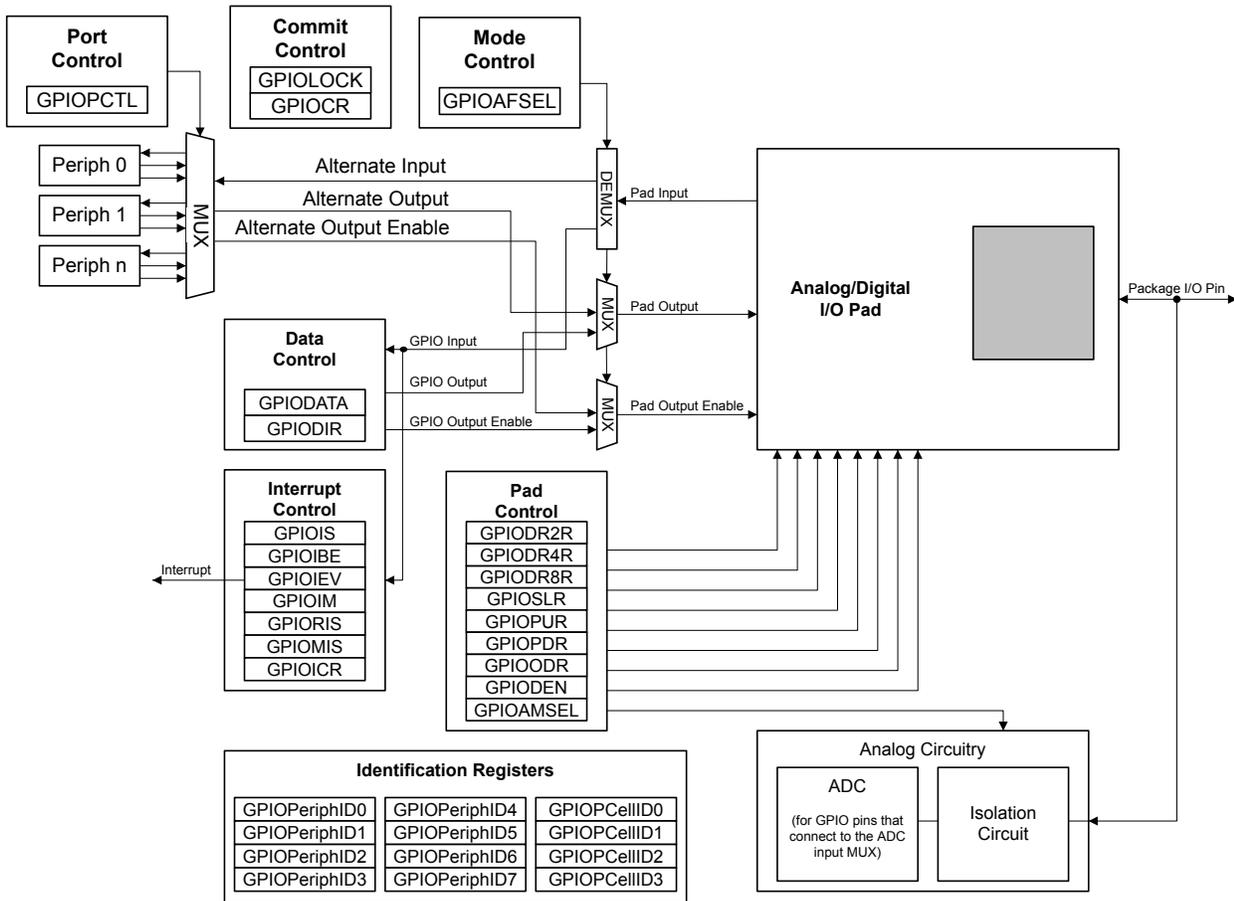 Port
Control
GPIOPCTL
Commit
Control
GPIOLOCK
GPIOCR
Mode
Control
GPIOAFSEL
Periph 0
Periph 1
Periph n
MUX
Alternate Input
Alternate Output
Alternate Output Enable
DEMUX
MUX
MUX
Pad Input
Pad Output
Pad Output Enable
Analog/Digital
I/O Pad
Package I/O Pin
Data
Control
GPIODATA
GPIODIR
GPIO Input
GPIO Output
GPIO Output Enable
Interrupt
Control
GPIOIS
GPIOIBE
GPIOIEV
GPIOIM
GPIORIS
GPIOMIS
GPIOICR
Interrupt
Pad
Control
GPIODR2R
GPIODR4R
GPIODR8R
GPIOSLR
GPIOPUR
GPIOPDR
GPIOODR
GPIODEN
GPIOAMSEL
Analog Circuitry
ADC
(for GPIO pins that
connect to the ADC
input MUX)
Isolation
Circuit
Identification Registers
GPIOPeriphID0
GPIOPeriphID1
GPIOPeriphID2
GPIOPeriphID3
GPIOPeriphID4
GPIOPeriphID5
GPIOPeriphID6
GPIOPeriphID7
GPIOPCellID0
GPIOPCellID1
GPIOPCellID2
GPIOPCellID3